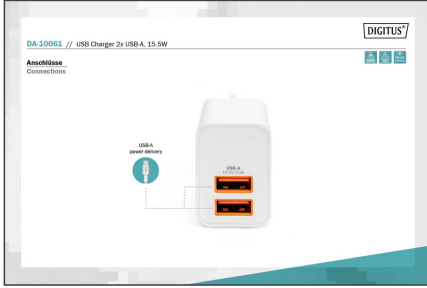 DIGITUS®
DA-10061 // USB Charger 2x USB-A, 15.5W
Anschlüsse
Connections
USB-A
power delivery
USB-A